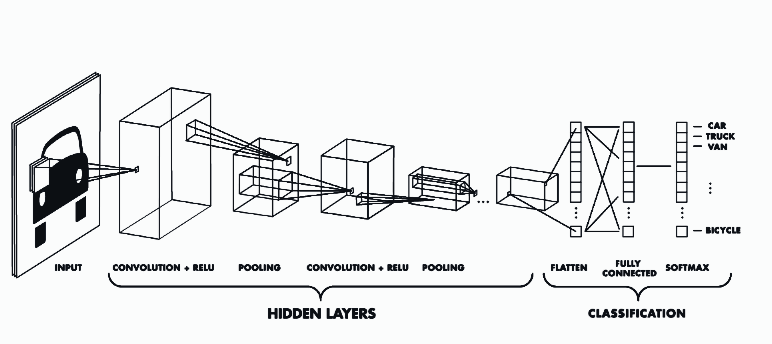 CAR
TRUCK
VAN
BICYCLE
INPUT
CONVOLUTION + RELU
POOLING
CONVOLUTION + RELU
POOLING
FLATTEN
FULLY
CONNECTED
SOFTMAX
HIDDEN LAYERS
CLASSIFICATION